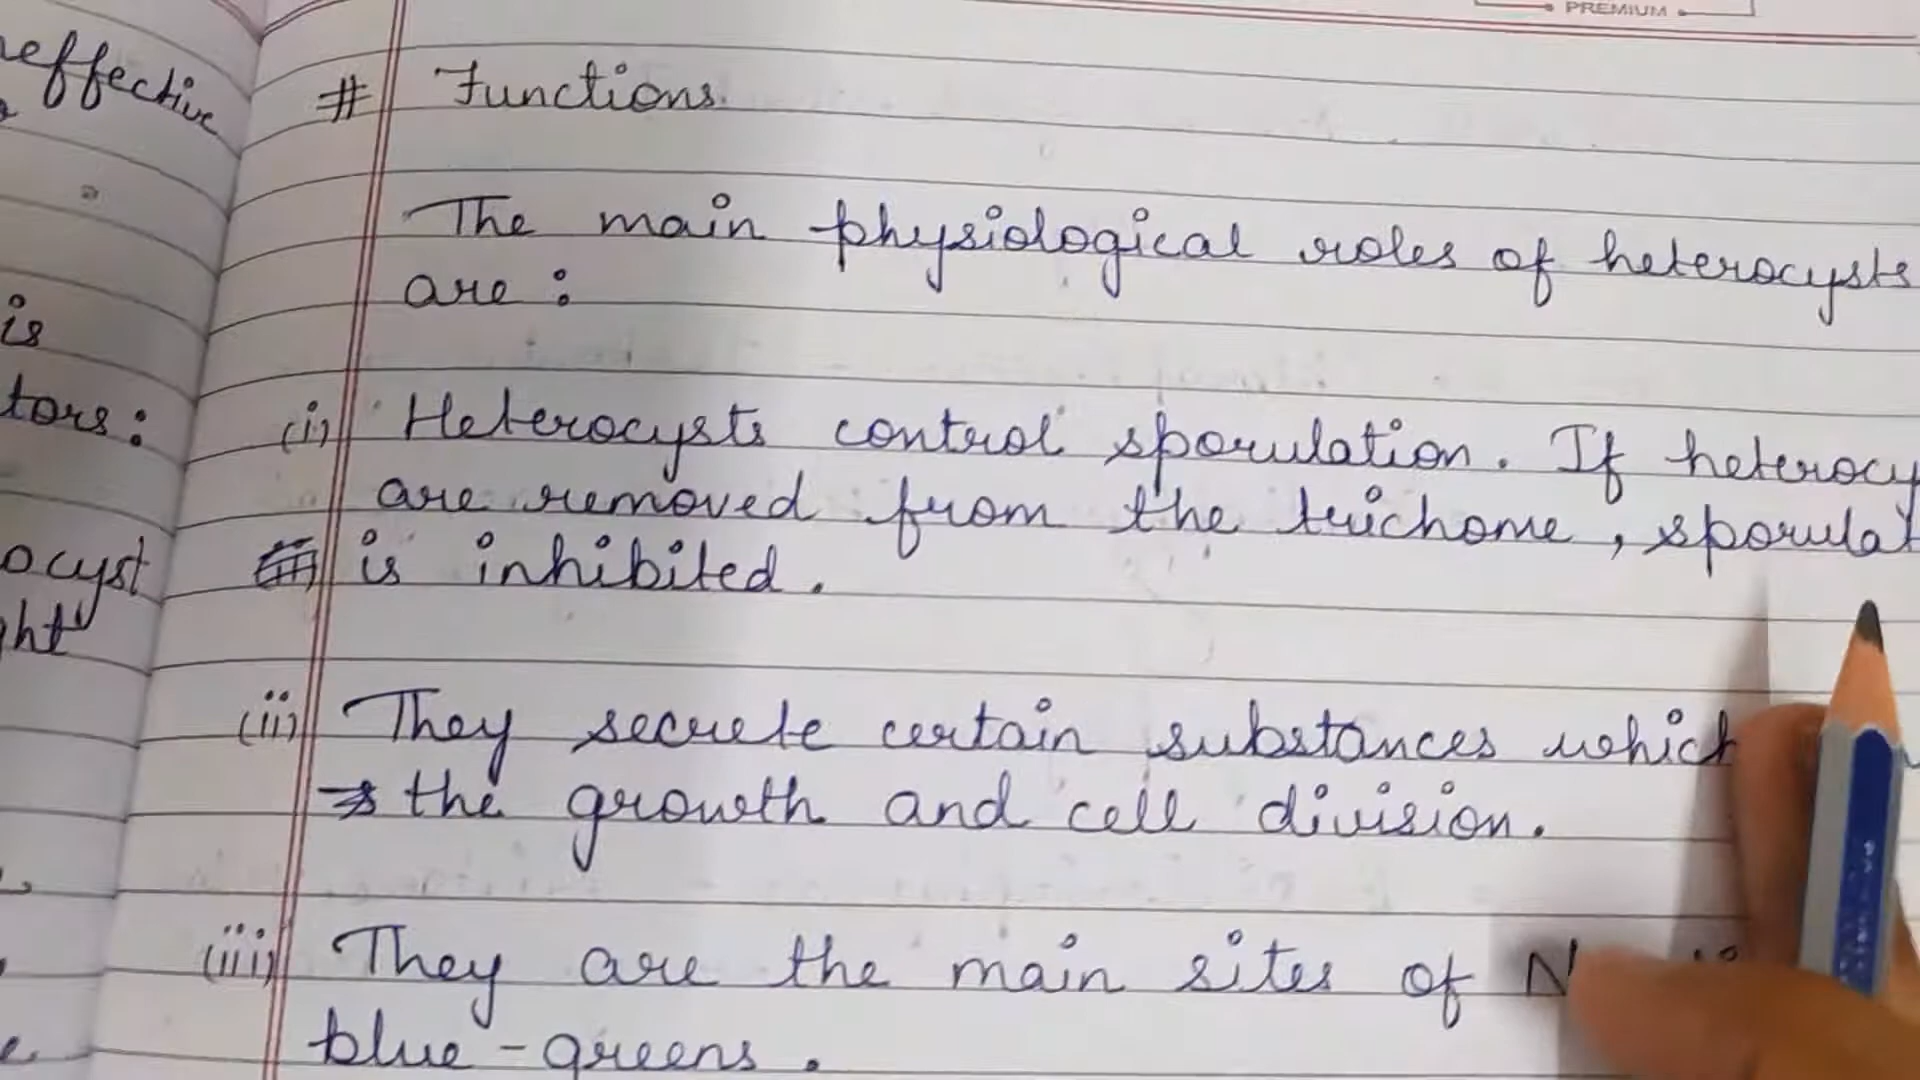 PREMIUM
effective
is
tors:
ocyst
ght
# Functions.
The main physiological roles of heterocysts
are :
(i) Heterocysts control sporulation. If heterocy
are removed from the trichome, sporulat
is inhibited.
(ii) They secrete certain substances which
the growth and cell division.
(iii) They are the main sites of N
blue-greens.